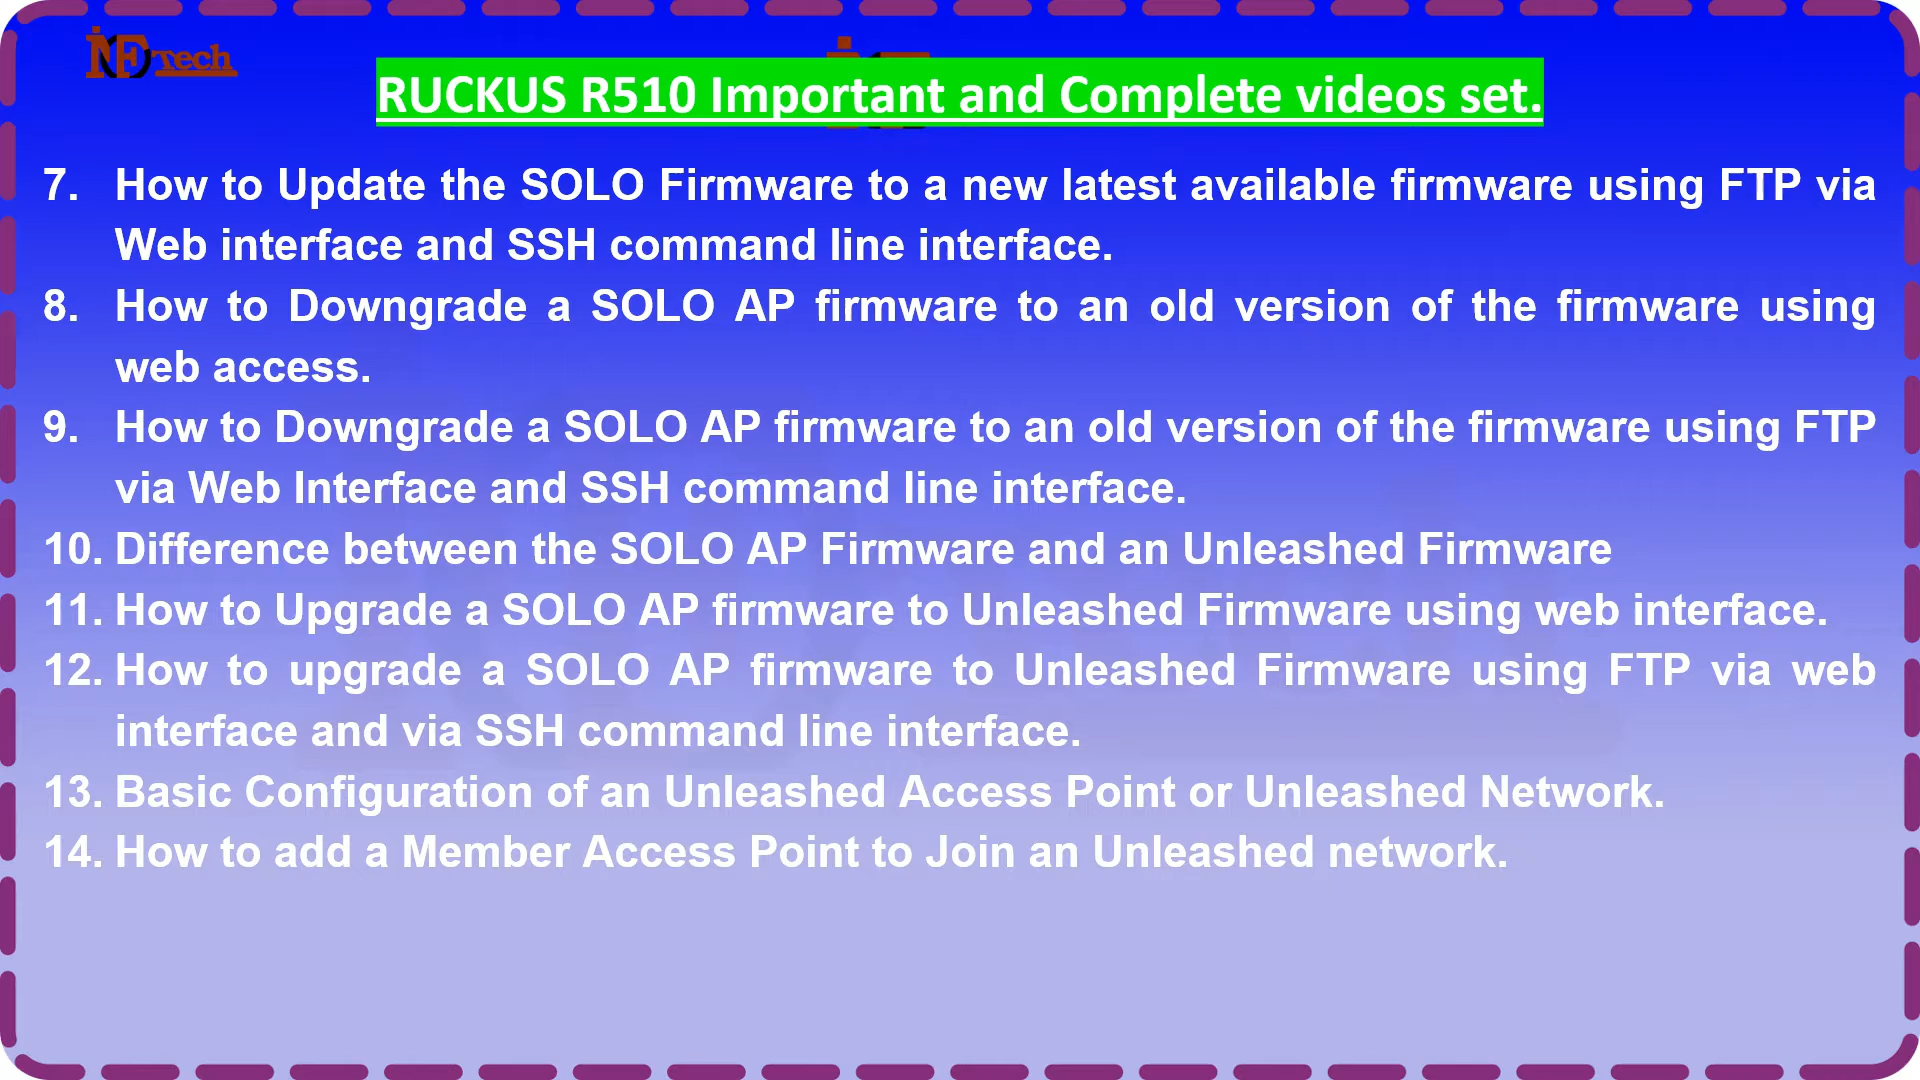 iNFOTech
RUCKUS R510 Important and Complete videos set.
7. How to Update the SOLO Firmware to a new latest available firmware using FTP via
Web interface and SSH command line interface.
8. How to Downgrade a SOLO AP firmware to an old version of the firmware using
web access.
9. How to Downgrade a SOLO AP firmware to an old version of the firmware using FTP
via Web Interface and SSH command line interface.
10. Difference between the SOLO AP Firmware and an Unleashed Firmware
11. How to Upgrade a SOLO AP firmware to Unleashed Firmware using web interface.
12. How to upgrade a SOLO AP firmware to Unleashed Firmware using FTP via web
interface and via SSH command line interface.
13. Basic Configuration of an Unleashed Access Point or Unleashed Network.
14. How to add a Member Access Point to Join an Unleashed network.